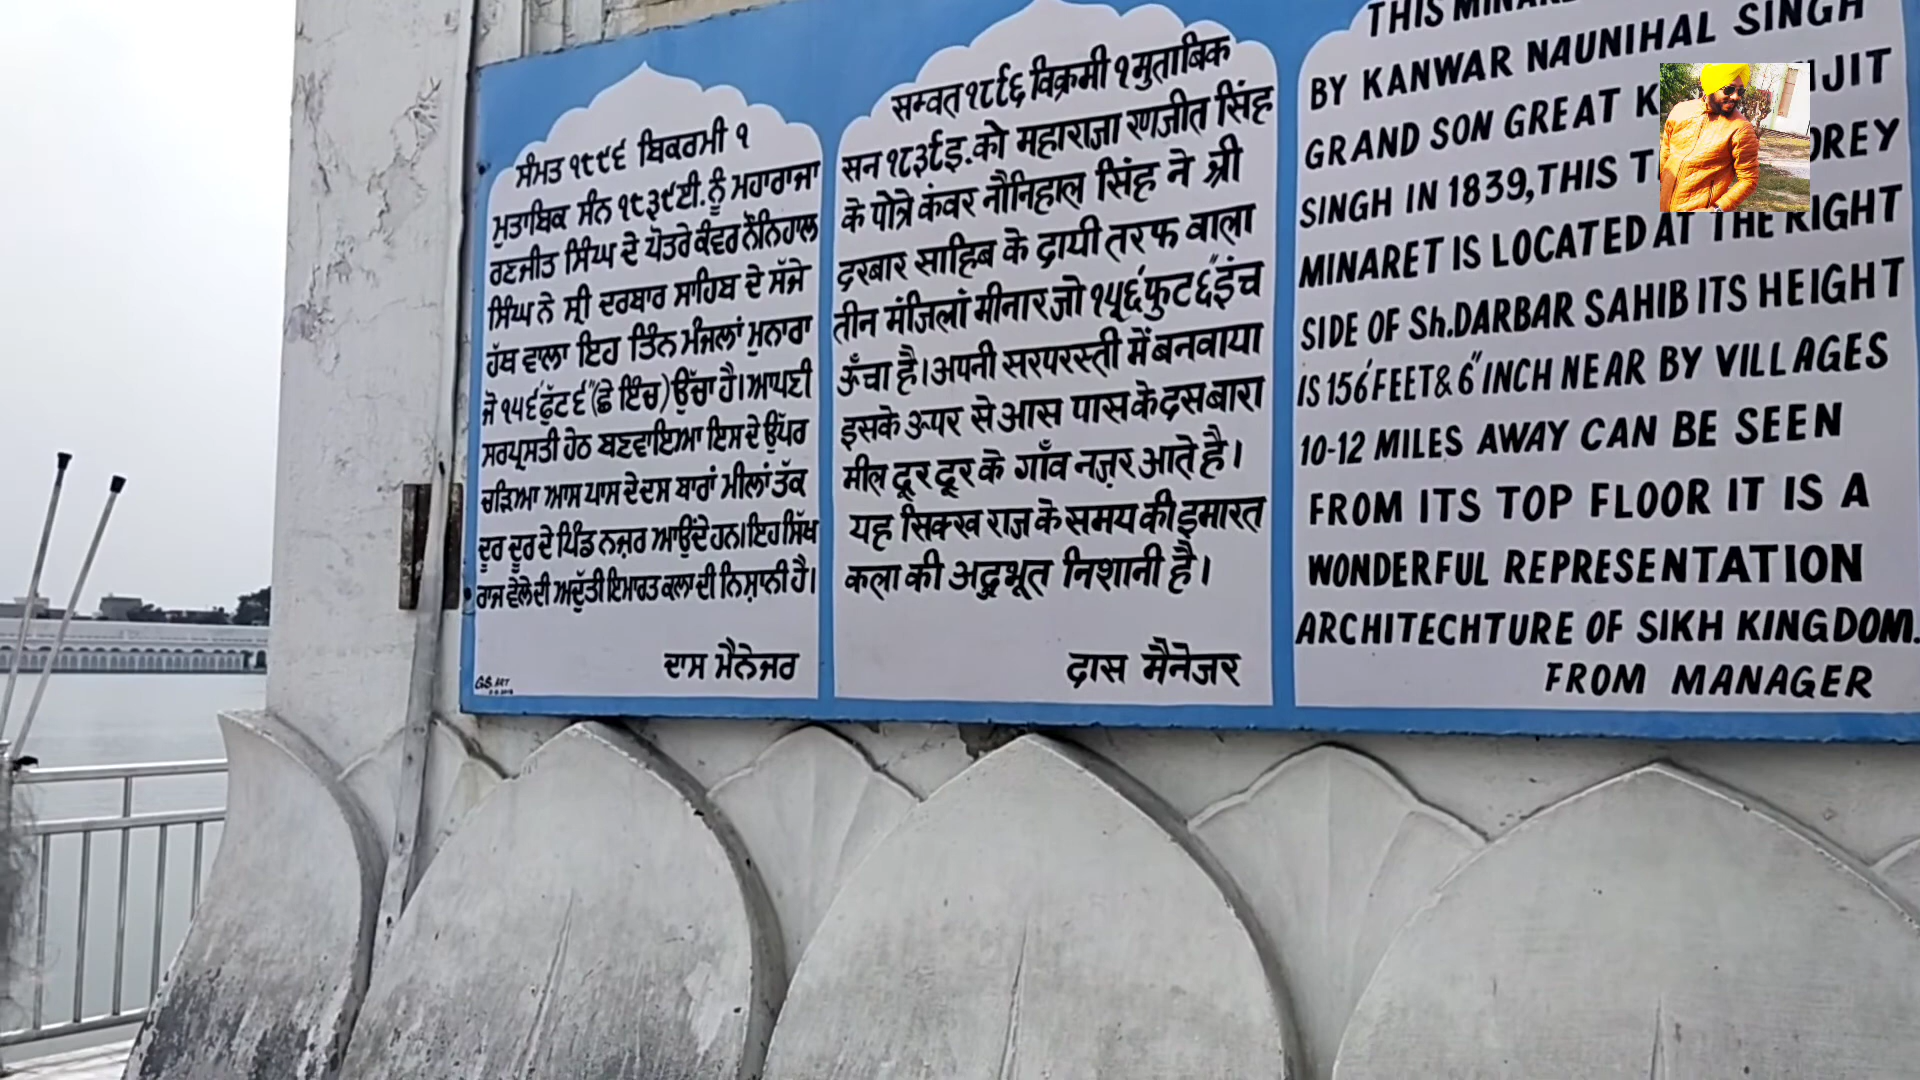 ਸੰਮਤ ੧੮੯੬ ਬਿਕਰਮੀ ੧
ਮੁਤਾਬਿਕ ਸੰਨ ੧੮੩੯ਈ. ਨੂੰ ਮਹਾਰਾਜਾ
ਰਣਜੀਤ ਸਿੰਘ ਦੇ ਪੋਤਰੇ ਕੰਵਰ ਨੌਨਿਹਾਲ
ਸਿੰਘ ਨੇ ਸ੍ਰੀ ਦਰਬਾਰ ਸਾਹਿਬ ਦੇ ਸੱਜੇ
ਹੱਥ ਵਾਲਾ ਇਹ ਤਿੰਨ ਮੰਜਲਾਂ ਮੁਨਾਰਾ
ਜੋ ੧੫੬' ਫੁੱਟ ੬" (ਛੇ ਇੰਚ) ਉੱਚਾ ਹੈ। ਆਪਣੀ
ਸਰਪ੍ਰਸਤੀ ਹੇਠ ਬਣਵਾਇਆ ਇਸ ਦੇ ਉੱਪਰ
ਚੜਿਆ ਆਸ ਪਾਸ ਦੇ ਦਸ ਬਾਰਾਂ ਮੀਲਾਂ ਤੱਕ
ਦੂਰ ਦੂਰ ਦੇ ਪਿੰਡ ਨਜ਼ਰ ਆਉਂਦੇ ਹਨ। ਇਹ ਸਿੱਖ
ਰਾਜ ਵੇਲੇ ਦੀ ਅਦੁੱਤੀ ਇਮਾਰਤ ਕਲਾ ਦੀ ਨਿਸ਼ਾਨੀ ਹੈ।
ਦਾਸ ਮੈਨੇਜਰ
G.S. ART
सम्वत् १८९६ विक्रमी १ मुताबिक
सन १८३९इ. को महाराजा रणजीत सिंह
के पोत्रे कंवर नौनिहाल सिंह ने श्री
दरबार साहिब के दायी तरफ वाला
तीन मंजिलां मीनार जो १५६' फुट ६" इंच
ऊँचा है। अपनी सरपरस्ती में बनवाया
इसके ऊपर से आस पास के दस बारा
मील दूर दूर के गाँव नज़र आते है।
यह सिक्ख राज के समय की इमारत
कला की अद्भुभूत निशानी है।
दास मैनेजर
THIS
BY KANWAR NAUNIHAL SINGH
GRAND SON GREAT
SINGH IN 1839, THIS
MINARET IS LOCATED AT THE RIGHT
SIDE OF Sh. DARBAR SAHIB ITS HEIGHT
IS 156' FEET & 6" INCH NEAR BY VILLAGES
10-12 MILES AWAY CAN BE SEEN
FROM ITS TOP FLOOR IT IS A
WONDERFUL REPRESENTATION
ARCHITECHTURE OF SIKH KINGDOM.
FROM MANAGER